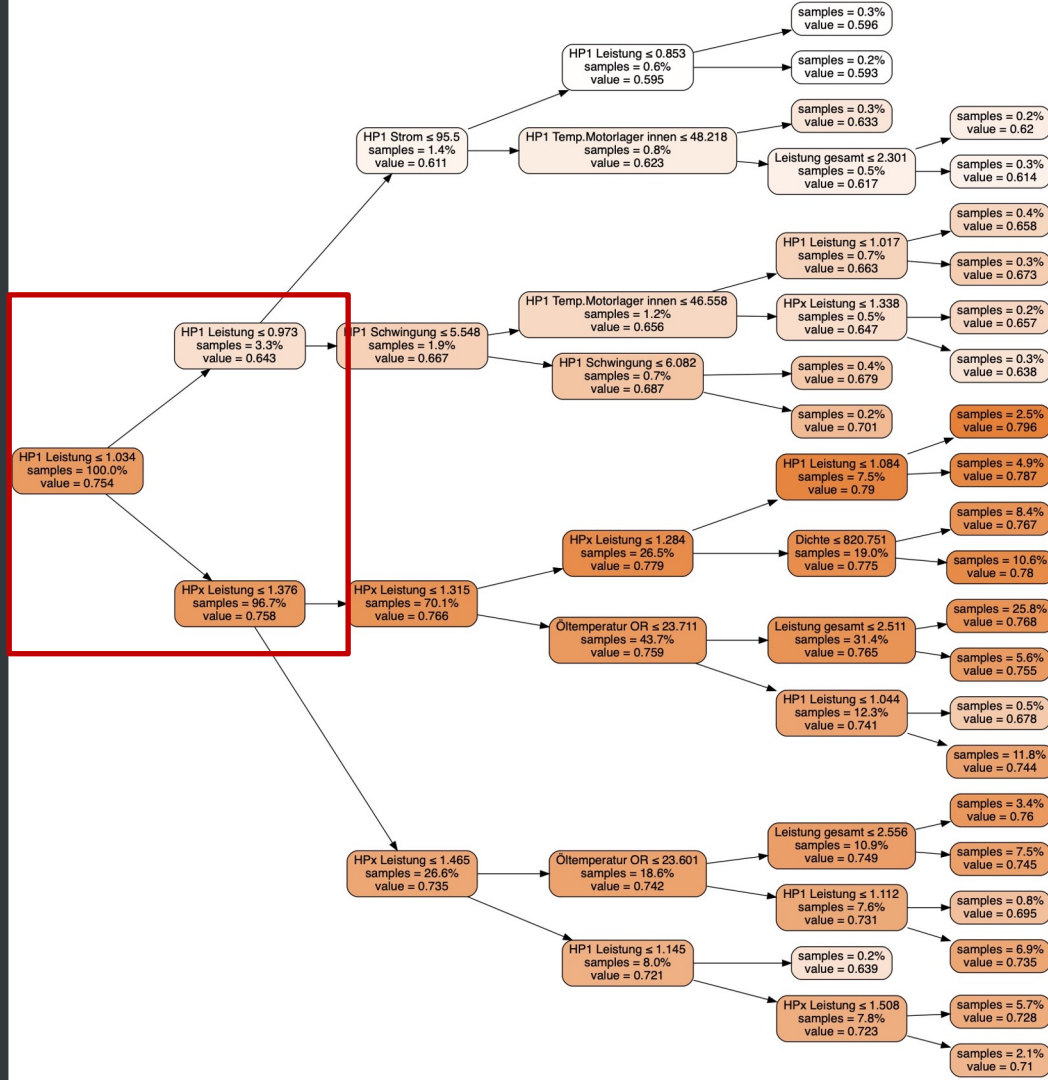 samples = 0.3%
value = 0.596
HP1 Leistung ≤ 0.853
samples = 0.6%
value = 0.595
samples = 0.2%
value = 0.593
HP1 Strom ≤ 95.5
samples = 1.4%
value = 0.611
HP1 Temp.Motorlager innen ≤ 48.218
samples = 0.8%
value = 0.623
samples = 0.3%
value = 0.633
Leistung gesamt ≤ 2.301
samples = 0.5%
value = 0.617
samples = 0.2%
value = 0.62
samples = 0.3%
value = 0.614
HP1 Leistung ≤ 0.973
samples = 3.3%
value = 0.643
HP1 Schwingung ≤ 5.548
samples = 1.9%
value = 0.667
HP1 Temp.Motorlager innen ≤ 46.558
samples = 1.2%
value = 0.656
HP1 Leistung ≤ 1.017
samples = 0.7%
value = 0.663
samples = 0.4%
value = 0.658
samples = 0.3%
value = 0.673
HPx Leistung ≤ 1.338
samples = 0.5%
value = 0.647
samples = 0.2%
value = 0.657
samples = 0.3%
value = 0.638
HP1 Schwingung ≤ 6.082
samples = 0.7%
value = 0.687
samples = 0.4%
value = 0.679
samples = 0.2%
value = 0.701
HP1 Leistung ≤ 1.034
samples = 100.0%
value = 0.754
HPx Leistung ≤ 1.376
samples = 96.7%
value = 0.758
HPx Leistung ≤ 1.315
samples = 70.1%
value = 0.766
HPx Leistung ≤ 1.284
samples = 26.5%
value = 0.779
HP1 Leistung ≤ 1.084
samples = 7.5%
value = 0.79
samples = 2.5%
value = 0.796
samples = 4.9%
value = 0.787
Dichte ≤ 820.751
samples = 19.0%
value = 0.775
samples = 8.4%
value = 0.767
samples = 10.6%
value = 0.78
Öltemperatur OR ≤ 23.711
samples = 43.7%
value = 0.759
Leistung gesamt ≤ 2.511
samples = 31.4%
value = 0.765
samples = 25.8%
value = 0.768
samples = 5.6%
value = 0.755
HP1 Leistung ≤ 1.044
samples = 12.3%
value = 0.741
samples = 0.5%
value = 0.678
samples = 11.8%
value = 0.744
HPx Leistung ≤ 1.465
samples = 26.6%
value = 0.735
Öltemperatur OR ≤ 23.601
samples = 18.6%
value = 0.742
Leistung gesamt ≤ 2.556
samples = 10.9%
value = 0.749
samples = 3.4%
value = 0.76
samples = 7.5%
value = 0.745
HP1 Leistung ≤ 1.112
samples = 7.6%
value = 0.731
samples = 0.8%
value = 0.695
samples = 6.9%
value = 0.735
HP1 Leistung ≤ 1.145
samples = 8.0%
value = 0.721
samples = 0.2%
value = 0.639
HPx Leistung ≤ 1.508
samples = 7.8%
value = 0.723
samples = 5.7%
value = 0.728
samples = 2.1%
value = 0.71